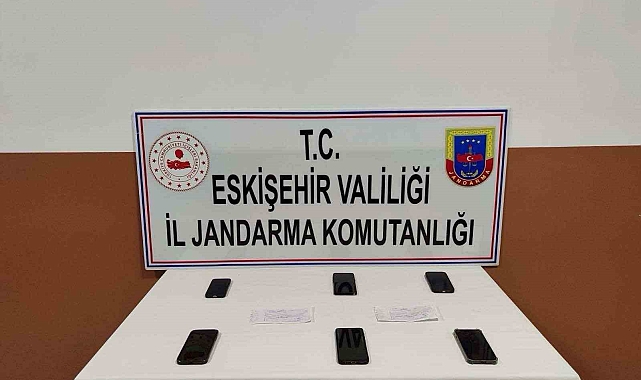 T.C.
ESKİŞEHİR VALİLİĞİ
İL JANDARMA KOMUTANLIĞI
JANDARMA